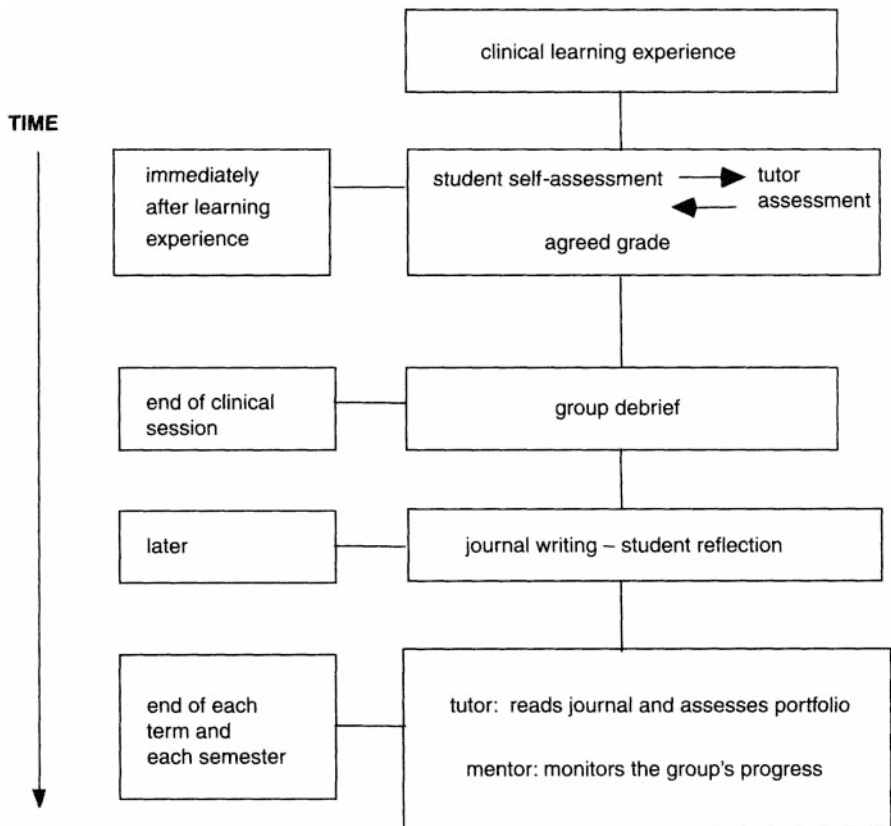 clinical learning experience
TIME
immediately
after learning
experience
student self-assessment
tutor
assessment
agreed grade
end of clinical
session
group debrief
later
journal writing – student reflection
end of each
term and
each semester
tutor: reads journal and assesses portfolio
mentor: monitors the group's progress